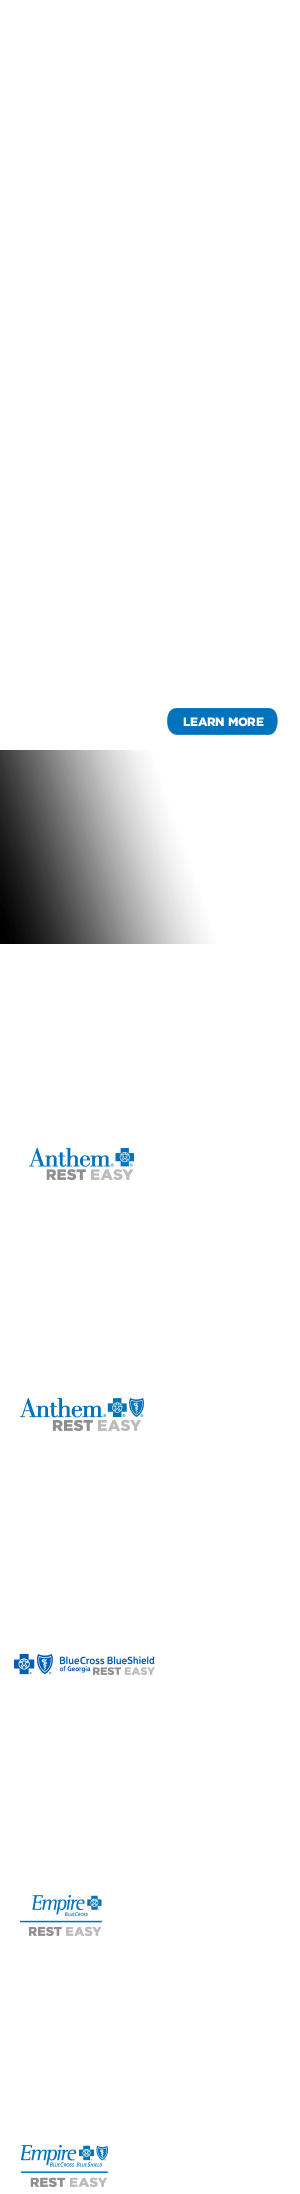 LEARN MORE
Anthem
REST EASY
Anthem
REST EASY
BlueCross BlueShield
of Georgia REST EASY
Empire
BLUECROSS
REST EASY
Empire
BLUECROSS BLUESHIELD
REST EASY